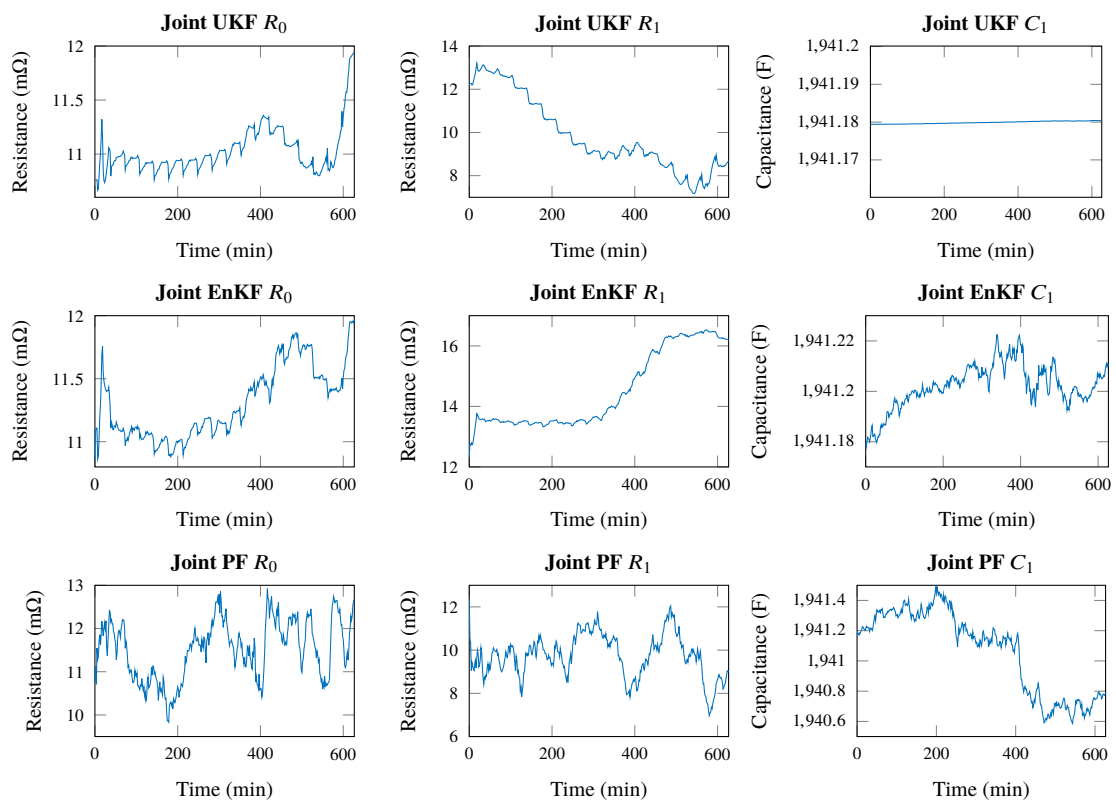 Joint UKF R0
Joint UKF R1
Joint UKF C1
Resistance (mΩ)
12
11.5
11
0
200
400
600
Time (min)
Resistance (mΩ)
14
12
10
8
0
200
400
600
Time (min)
Capacitance (F)
1,941.2
1,941.19
1,941.18
1,941.17
0
200
400
600
Time (min)
Joint EnKF R0
Joint EnKF R1
Joint EnKF C1
Resistance (mΩ)
12
11.5
11
0
200
400
600
Time (min)
Resistance (mΩ)
16
14
12
0
200
400
600
Time (min)
Capacitance (F)
1,941.22
1,941.2
1,941.18
0
200
400
600
Time (min)
Joint PF R0
Joint PF R1
Joint PF C1
Resistance (mΩ)
13
12
11
10
0
200
400
600
Time (min)
Resistance (mΩ)
12
10
8
6
0
200
400
600
Time (min)
Capacitance (F)
1,941.4
1,941.2
1,941
1,940.8
1,940.6
0
200
400
600
Time (min)